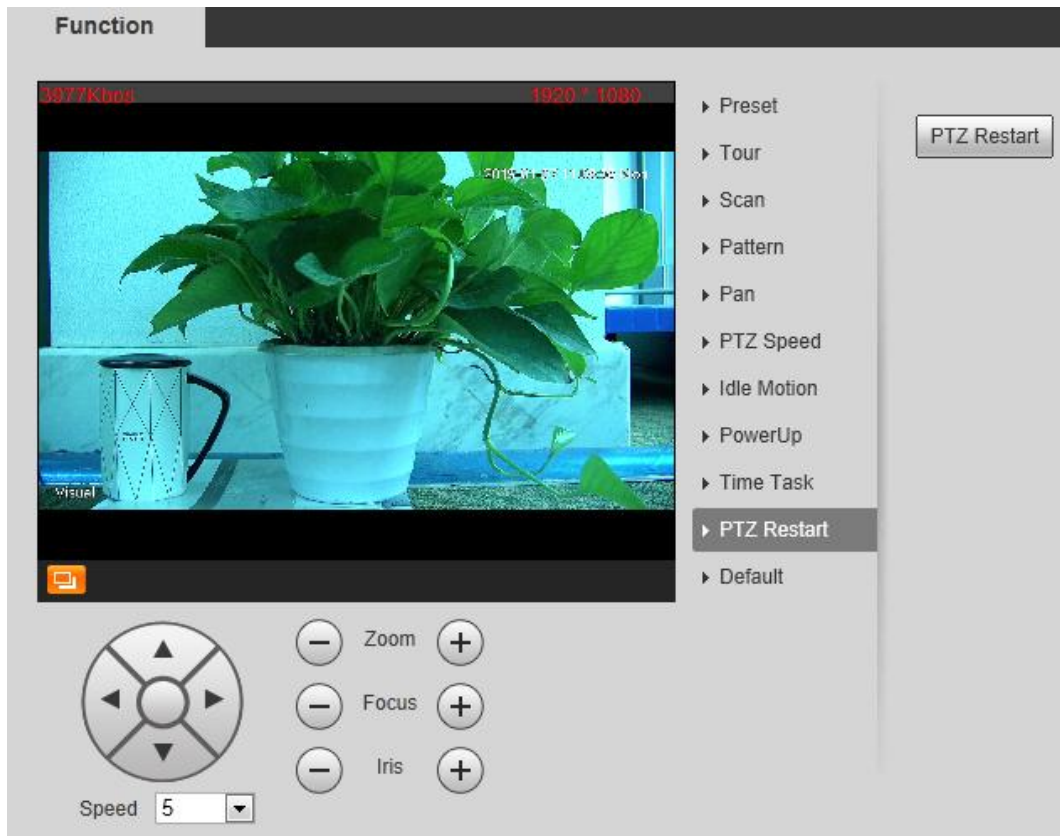 Function
3977Kbps
1920 * 1080
Visual
Preset
Tour
Scan
Pattern
Pan
PTZ Speed
Idle Motion
PowerUp
Time Task
PTZ Restart
Default
PTZ Restart
Zoom
Focus
Iris
Speed 5